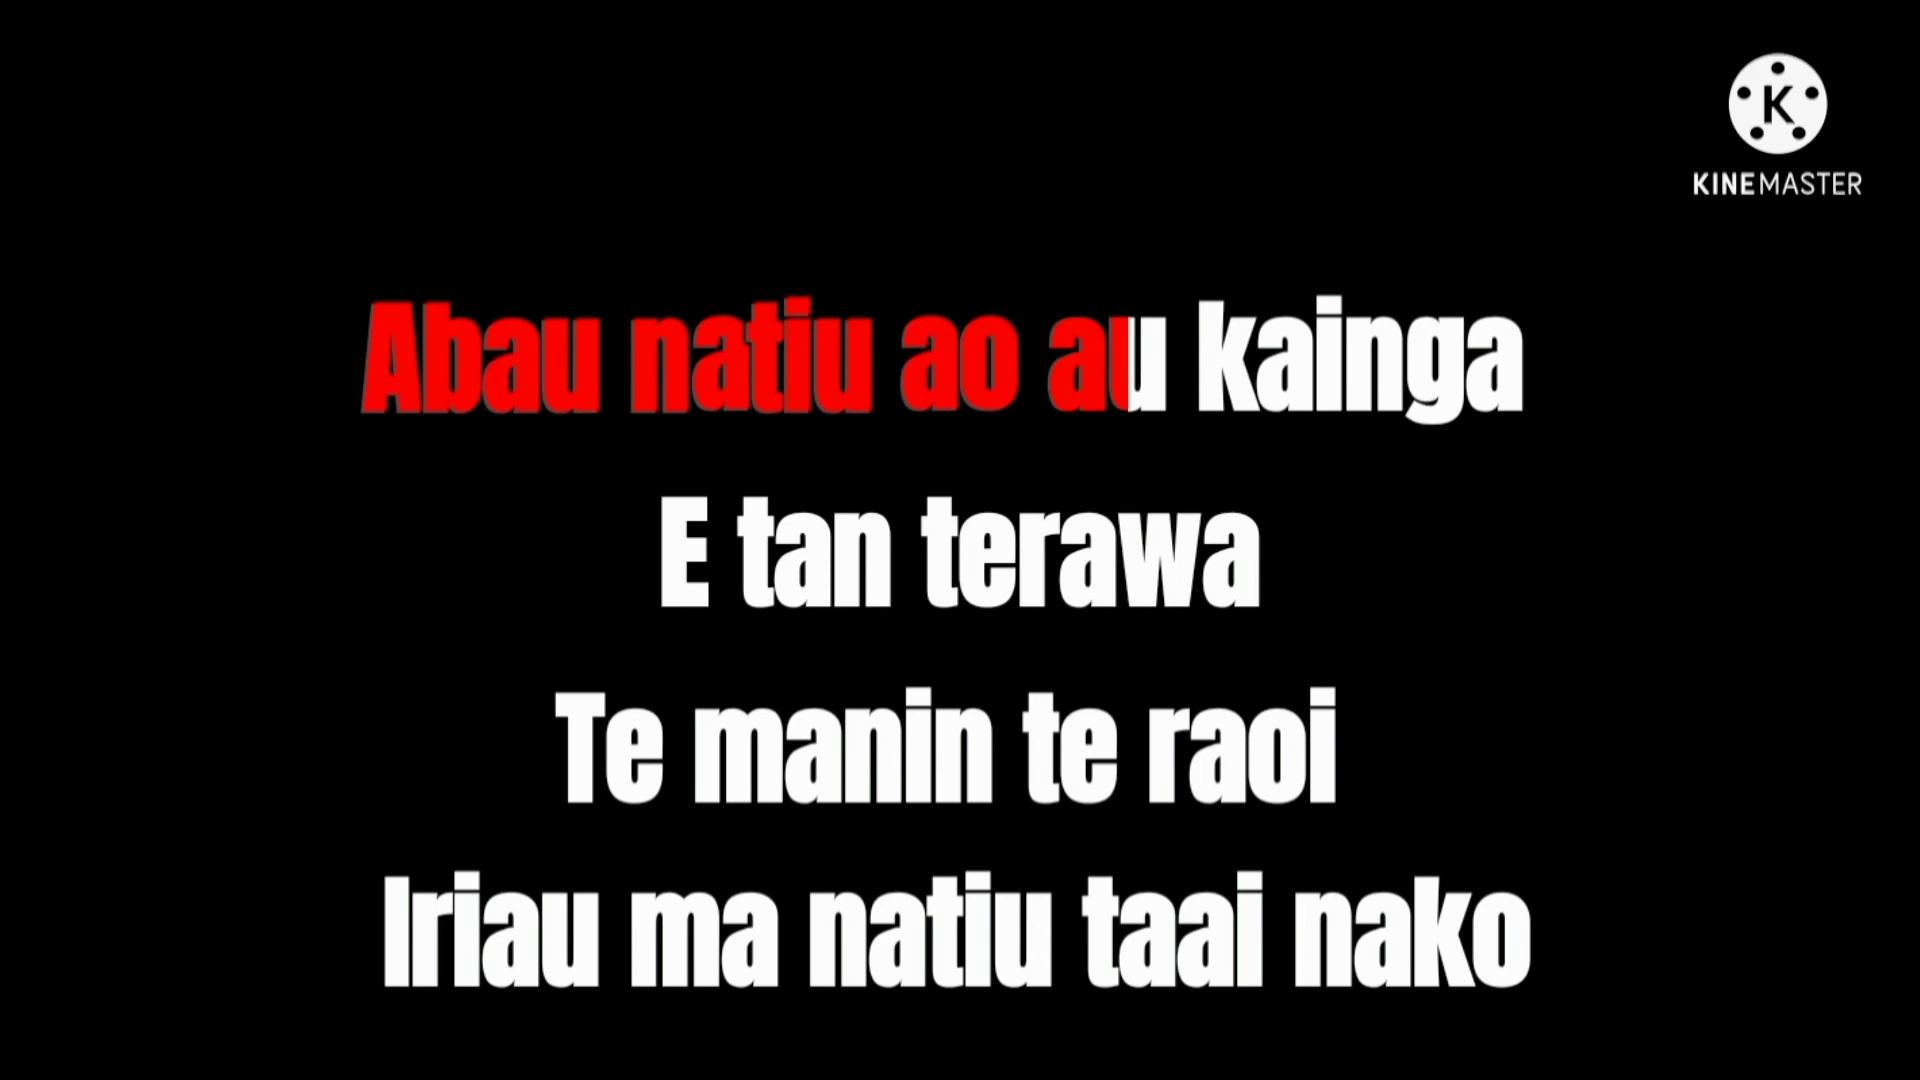 K
KINEMASTER
Abau natiu ao au kainga
E tan terawa
Te manin te raoi
Iriau ma natiu taai nako